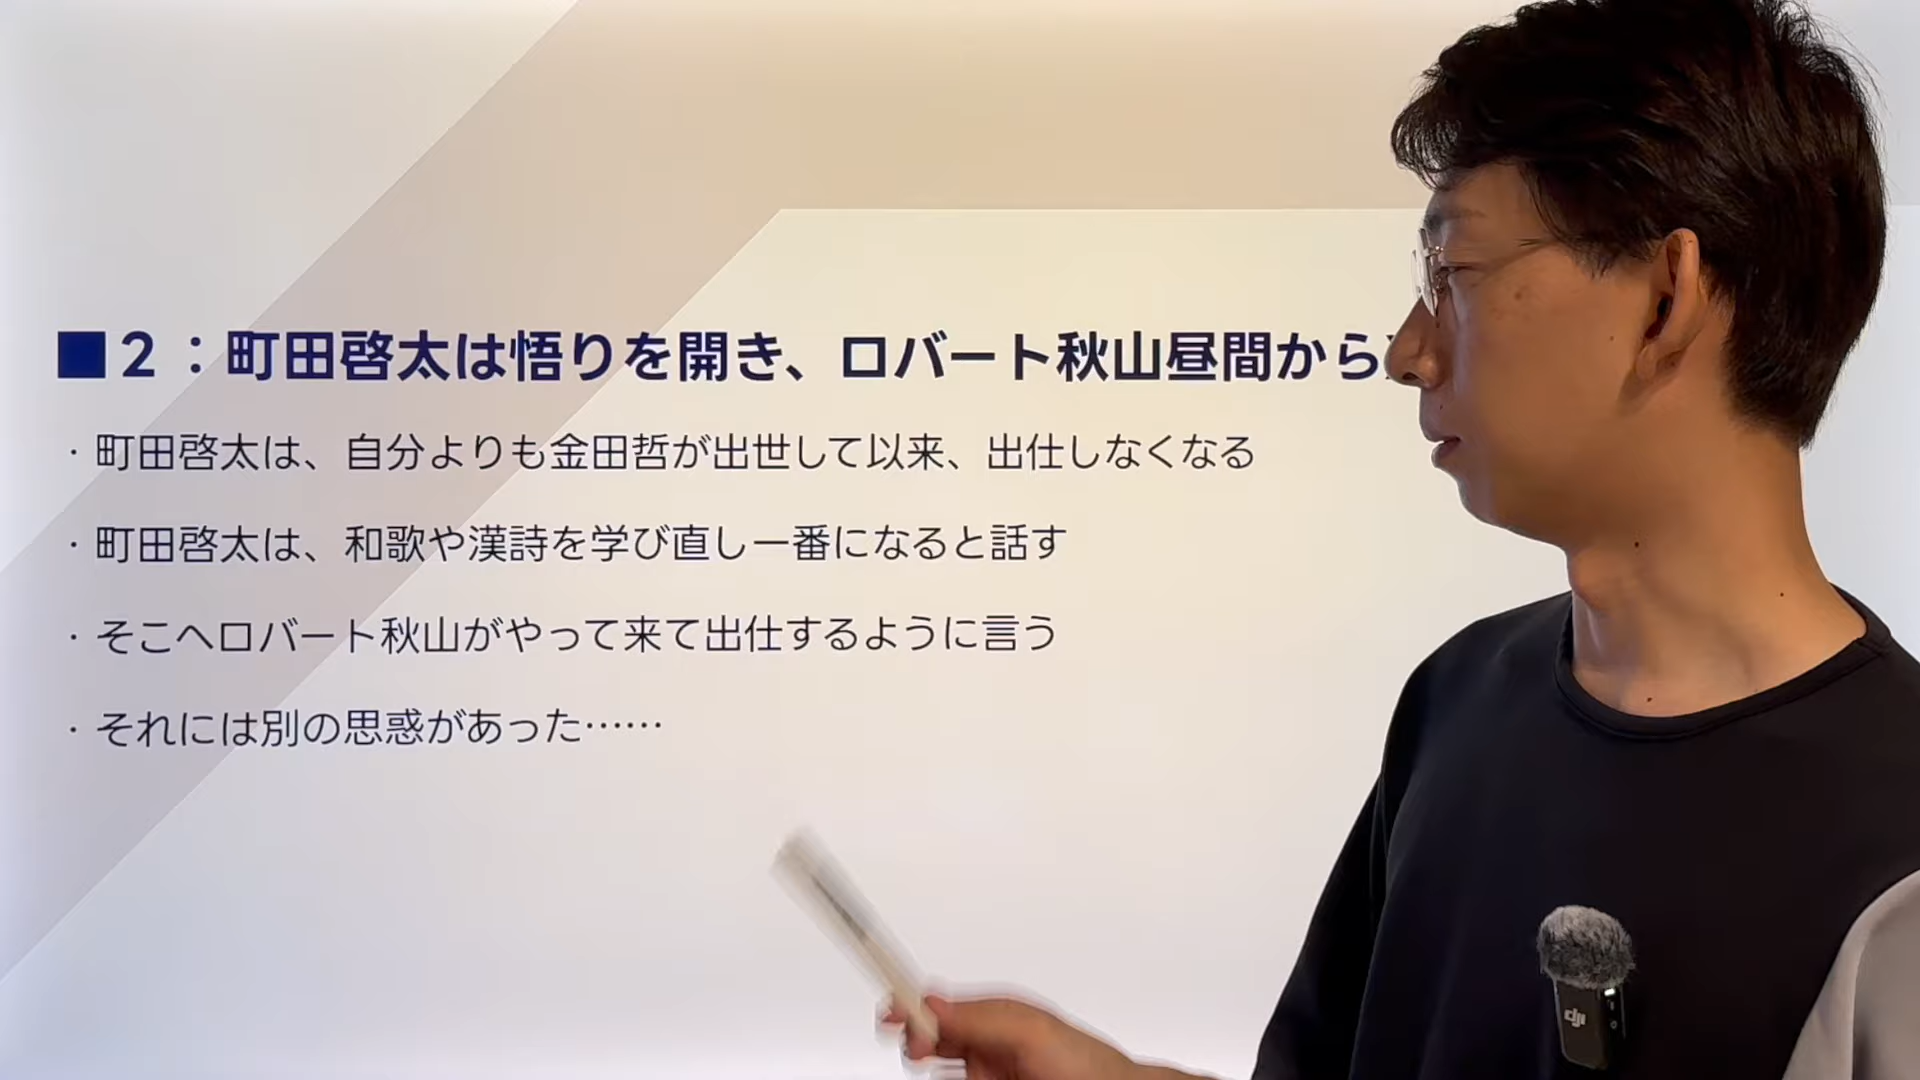 ■２：町田啓太は悟りを開き、ロバート秋山昼間から
・町田啓太は、自分よりも金田哲が出世して以来、出仕しなくなる
・町田啓太は、和歌や漢詩を学び直し一番になると話す
・そこへロバート秋山がやって来て出仕するように言う
・それには別の思惑があった……
dji